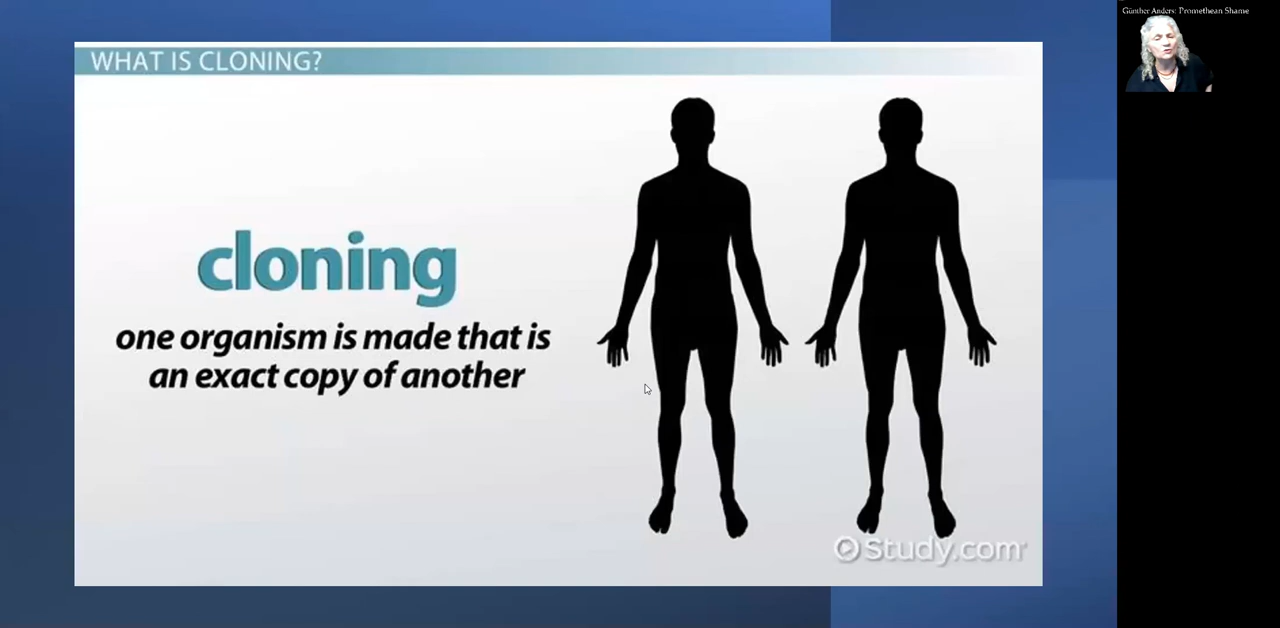 Günther Anders: Promethean Shame
WHAT IS CLONING?
cloning
one organism is made that is
an exact copy of another
Study.com